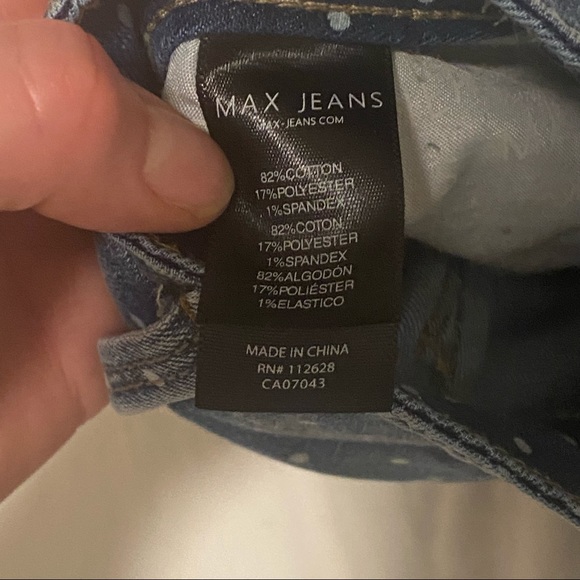 MAX JEANS
MAX-JEANS.COM
82%COTTON
17%POLYESTER
1%SPANDEX
82%COTON
17%POLYESTER
1%SPANDEX
82%ALGODÓN
17%POLIÉSTER
1%ELASTICO
MADE IN CHINA
RN# 112628
CA07043